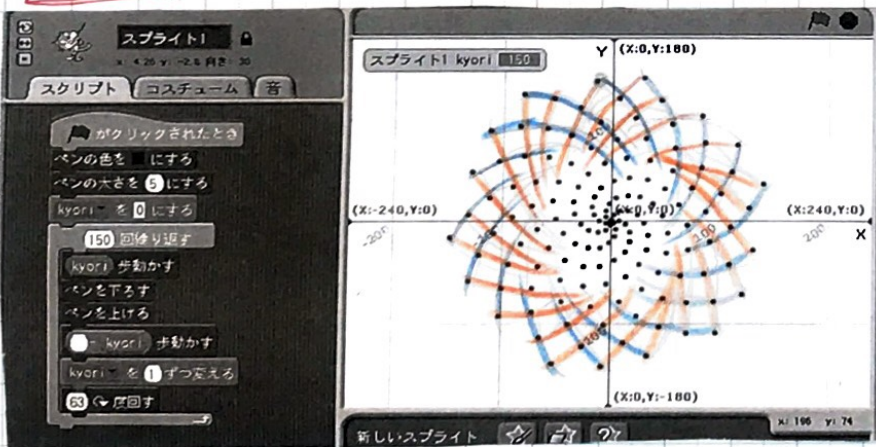 スプライト1
x: 4.26 y: -2.6 向き: 30
スクリプト コスチューム 音
がクリックされたとき
ペンの色を にする
ペンの大きを 5 にする
kyori を 0 にする
150 回繰り返す
kyori 歩動かす
ペンを下ろす
ペンを上げる
- kyori 歩動かす
kyori を 1 ずつ変える
63 度回す
スプライト1 kyori 150
Y (X:0,Y:180)
(X:-240,Y:0) (X:0,Y:0) (X:240,Y:0)
X
-200 100 200
(X:0,Y:-180)
新しいスプライト
x: 196 y: 74